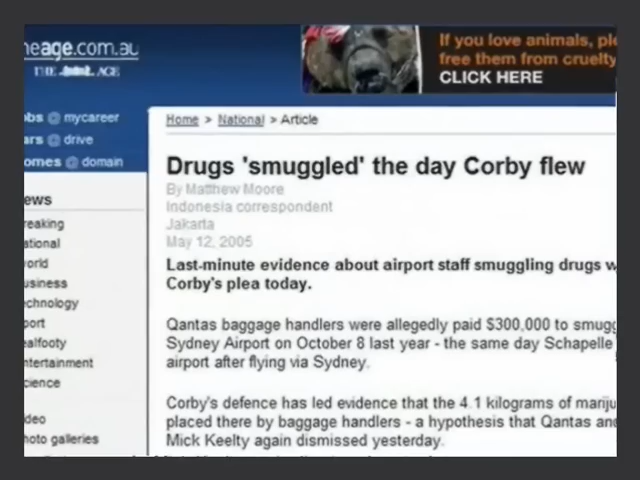 heage.com.au
THE AGE
If you love animals, ple
free them from cruelty
CLICK HERE
obs @ mycareer
ars @ drive
omes @ domain
Home > National > Article
Drugs 'smuggled' the day Corby flew
By Matthew Moore
Indonesia correspondent
Jakarta
May 12, 2005
Last-minute evidence about airport staff smuggling drugs w
Corby's plea today.
Qantas baggage handlers were allegedly paid $300,000 to smugg
Sydney Airport on October 8 last year - the same day Schapelle
airport after flying via Sydney.
Corby's defence has led evidence that the 4.1 kilograms of mariju
placed there by baggage handlers - a hypothesis that Qantas and
Mick Keelty again dismissed yesterday.
ews
reaking
ational
orld
usiness
echnology
port
ealfooty
ntertainment
cience
deo
hoto galleries